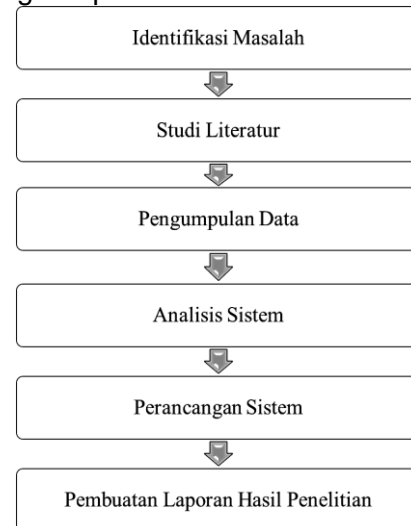 Identifikasi Masalah
Studi Literatur
Pengumpulan Data
Analisis Sistem
Perancangan Sistem
Pembuatan Laporan Hasil Penelitian